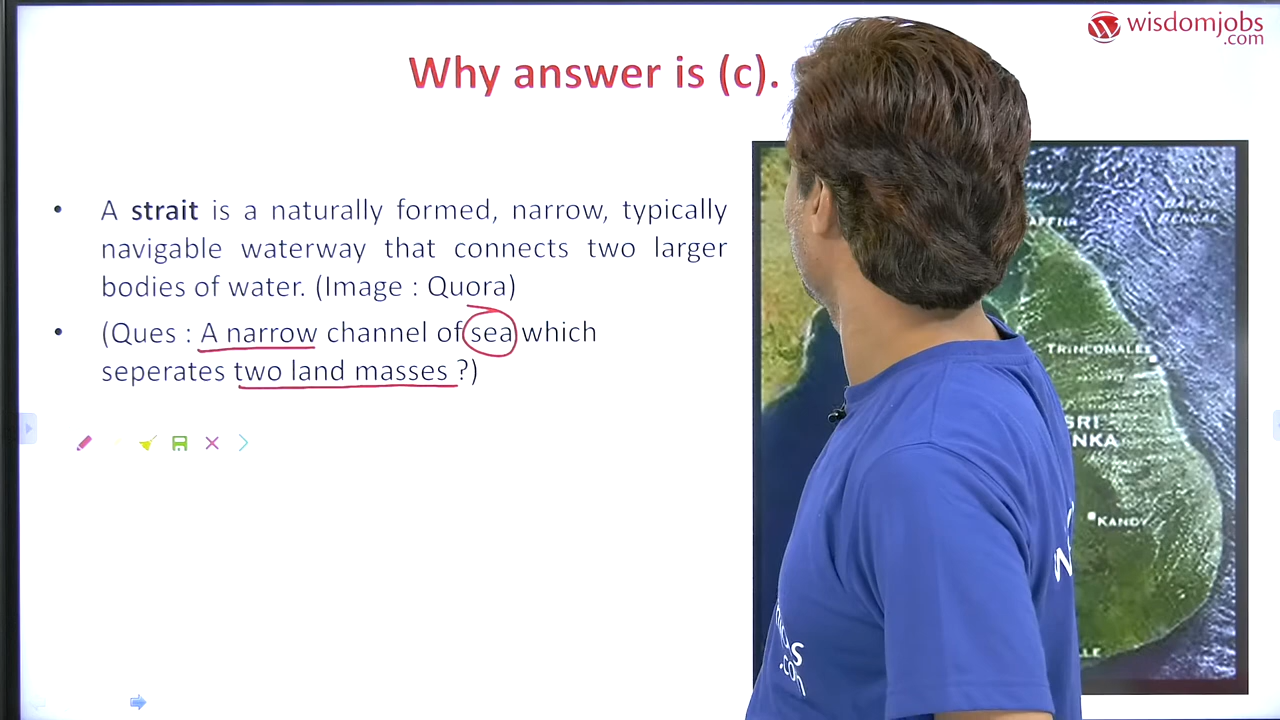 wisdomjobs
.com
Why answer is (c).
• A strait is a naturally formed, narrow, typically
navigable waterway that connects two larger
bodies of water. (Image : Quora)
• (Ques : A narrow channel of sea which
seperates two land masses ?)
BAY OF
BENGAL
TRINCOMALEE
SRI
NKA
KANDY
.com